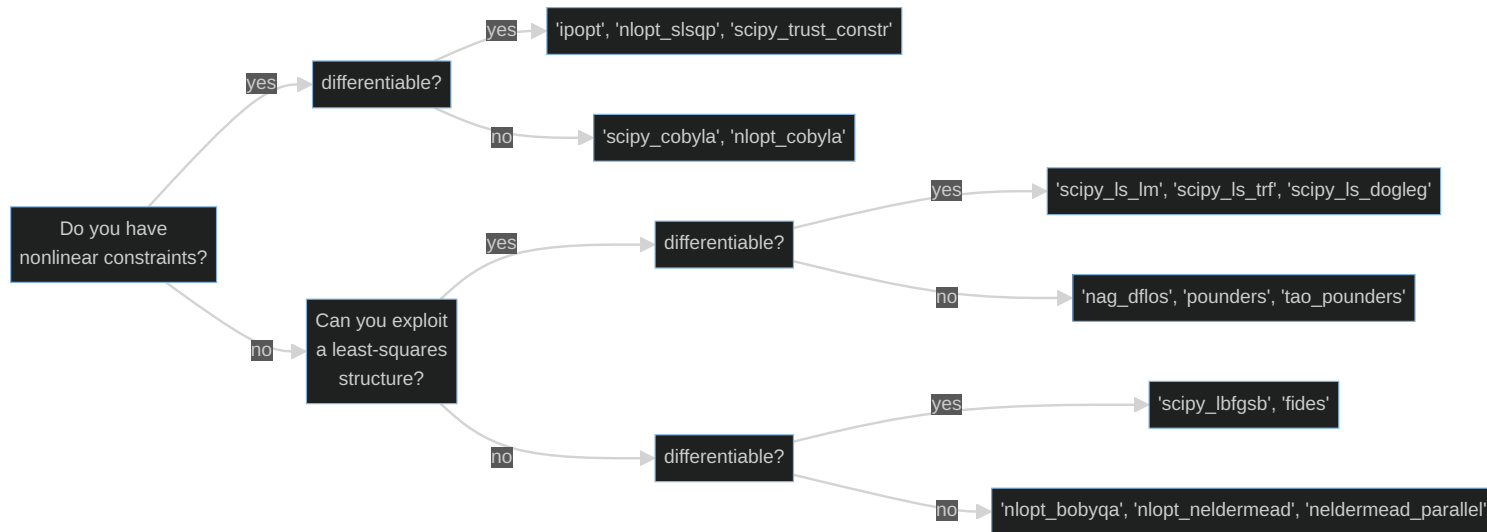 yes
'ipopt', 'nlopt_slsqp', 'scipy_trust_constr'
yes
differentiable?
no
'scipy_cobyla', 'nlopt_cobyla'
Do you have
nonlinear constraints?
yes
'scipy_ls_lm', 'scipy_ls_trf', 'scipy_ls_dogleg'
yes
differentiable?
no
'nag_dflos', 'pounders', 'tao_pounders'
no
Can you exploit
a least-squares
structure?
yes
'scipy_lbfgsb', 'fides'
no
differentiable?
no
'nlopt_bobyqa', 'nlopt_neldermead', 'neldermead_parallel'